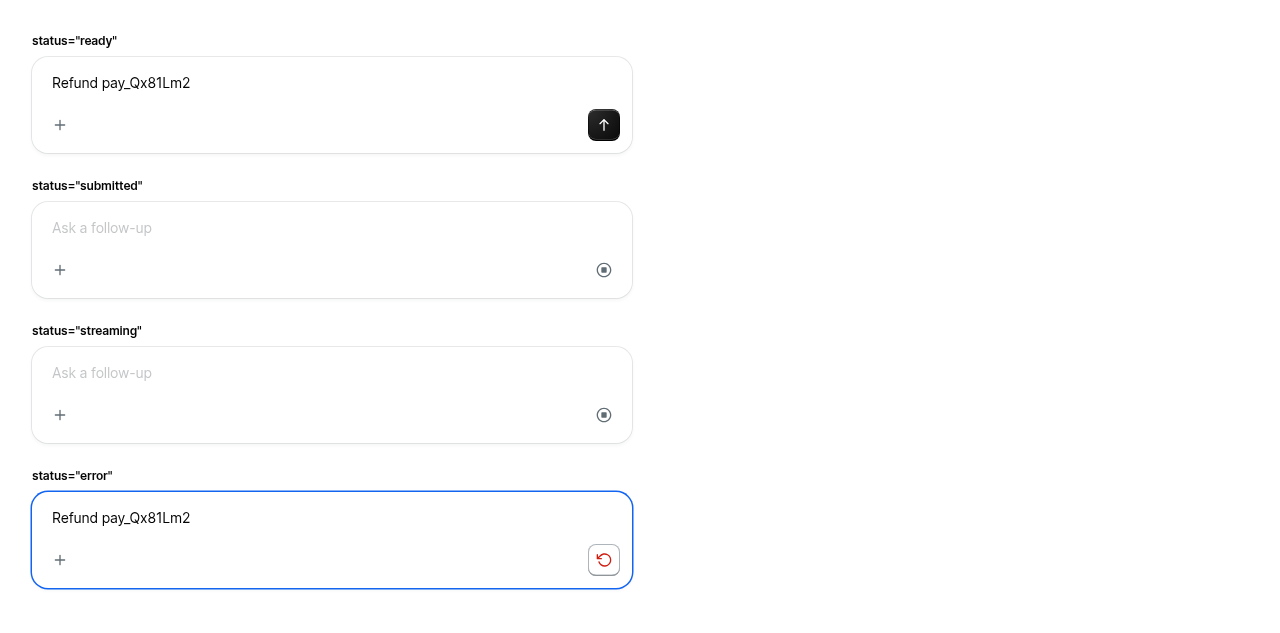 status="ready"
Refund pay_Qx81Lm2
status="submitted"
Ask a follow-up
status="streaming"
Ask a follow-up
status="error"
Refund pay_Qx81Lm2